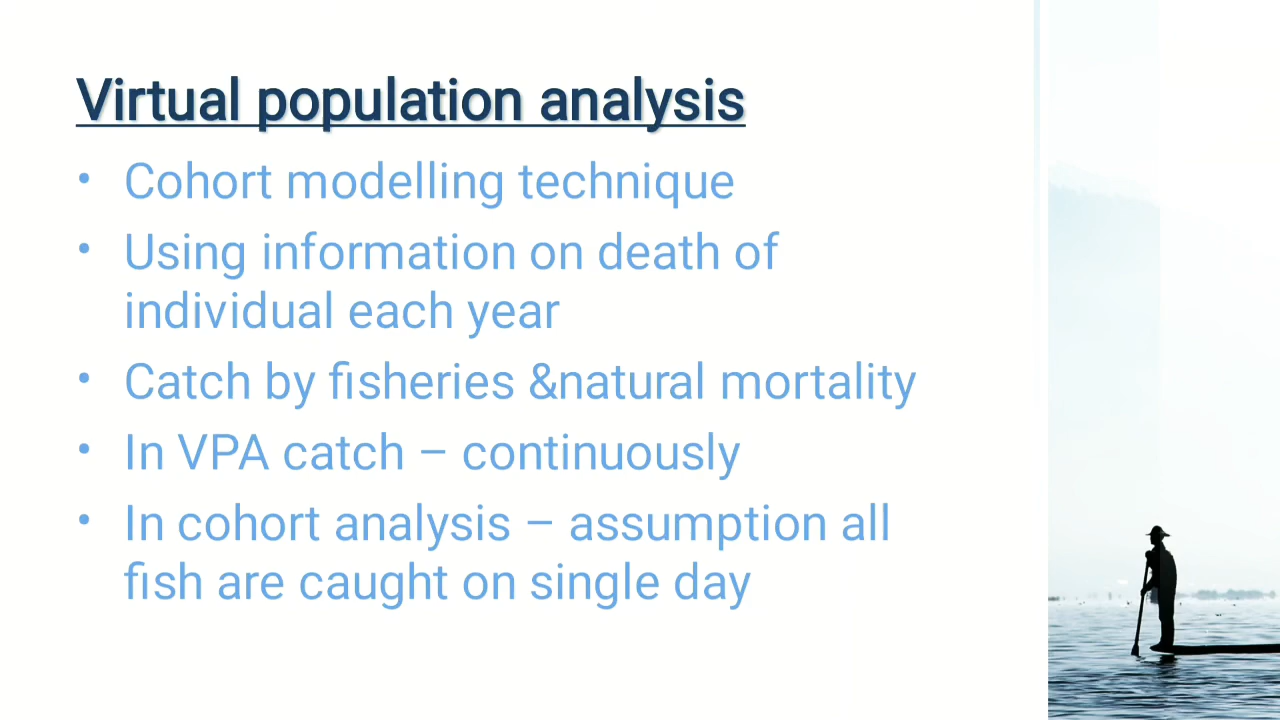 Virtual population analysis
• Cohort modelling technique
• Using information on death of
individual each year
• Catch by fisheries &natural mortality
• In VPA catch – continuously
• In cohort analysis – assumption all
fish are caught on single day